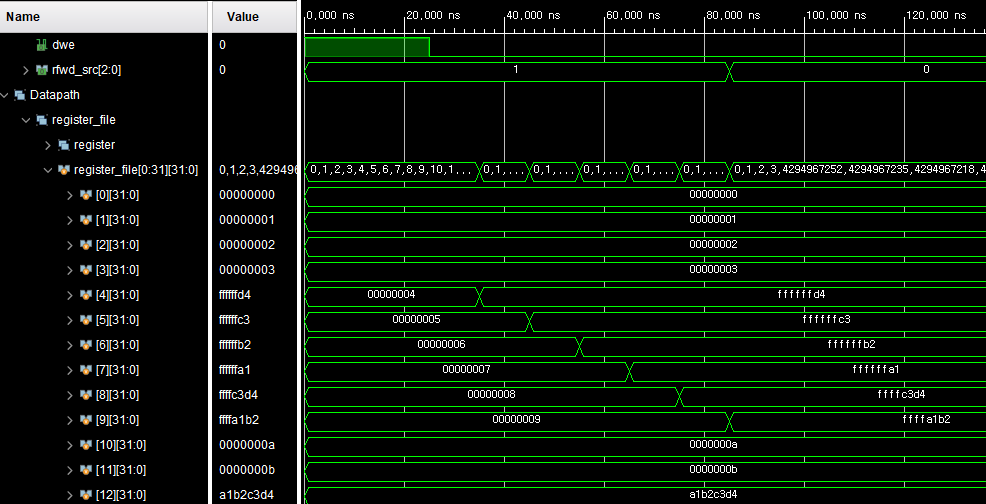 Name Value 0,000 ns 20,000 ns 40,000 ns 60,000 ns 80,000 ns 100,000 ns 120,000 ns
dwe 0
rfwd_src[2:0] 0 1 0
Datapath
register_file
register
register_file[0:31][31:0] 0,1,2,3,429496 0,1,2,3,4,5,6,7,8,9,10,1... 0,1,... 0,1,... 0,1,... 0,1,... 0,1,... 0,1,2,3,4294967252,4294967235,4294967218,4
[0][31:0] 00000000 00000000
[1][31:0] 00000001 00000001
[2][31:0] 00000002 00000002
[3][31:0] 00000003 00000003
[4][31:0] ffffffd4 00000004 ffffffd4
[5][31:0] ffffffc3 00000005 ffffffc3
[6][31:0] ffffffb2 00000006 ffffffb2
[7][31:0] ffffffa1 00000007 ffffffa1
[8][31:0] ffffc3d4 00000008 ffffc3d4
[9][31:0] ffffa1b2 00000009 ffffa1b2
[10][31:0] 0000000a 0000000a
[11][31:0] 0000000b 0000000b
[12][31:0] a1b2c3d4 a1b2c3d4